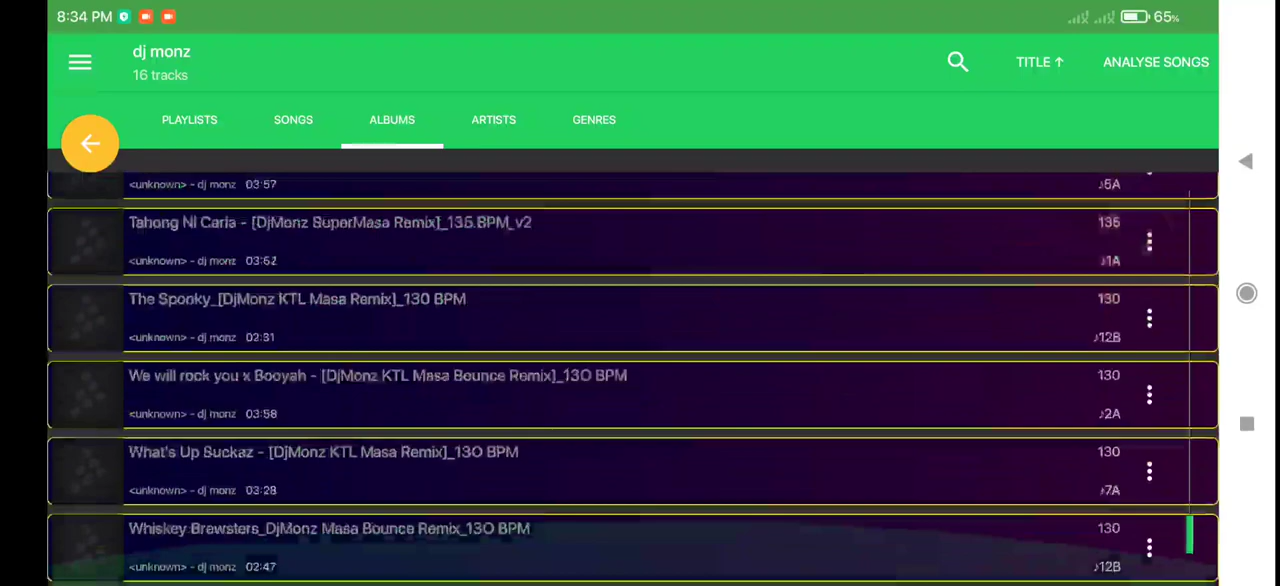 8:34 PM 65%
dj monz
16 tracks
TITLE ↑ ANALYSE SONGS
PLAYLISTS SONGS ALBUMS ARTISTS GENRES
<unknown> - dj monz 03:57 ♪5A
Tahong Ni Carla - [DjMonz SuperMasa Remix]_135 BPM_v2 135
<unknown> - dj monz 03:52 ♪1A
The Spooky_[DjMonz KTL Masa Remix]_130 BPM 130
<unknown> - dj monz 02:31 ♪12B
We will rock you x Booyah - [DjMonz KTL Masa Bounce Remix]_13O BPM 130
<unknown> - dj monz 03:58 ♪2A
What's Up Suckaz - [DjMonz KTL Masa Remix]_13O BPM 130
<unknown> - dj monz 03:28 ♪7A
Whiskey Brewsters_DjMonz Masa Bounce Remix_13O BPM 130
<unknown> - dj monz 02:47 ♪12B